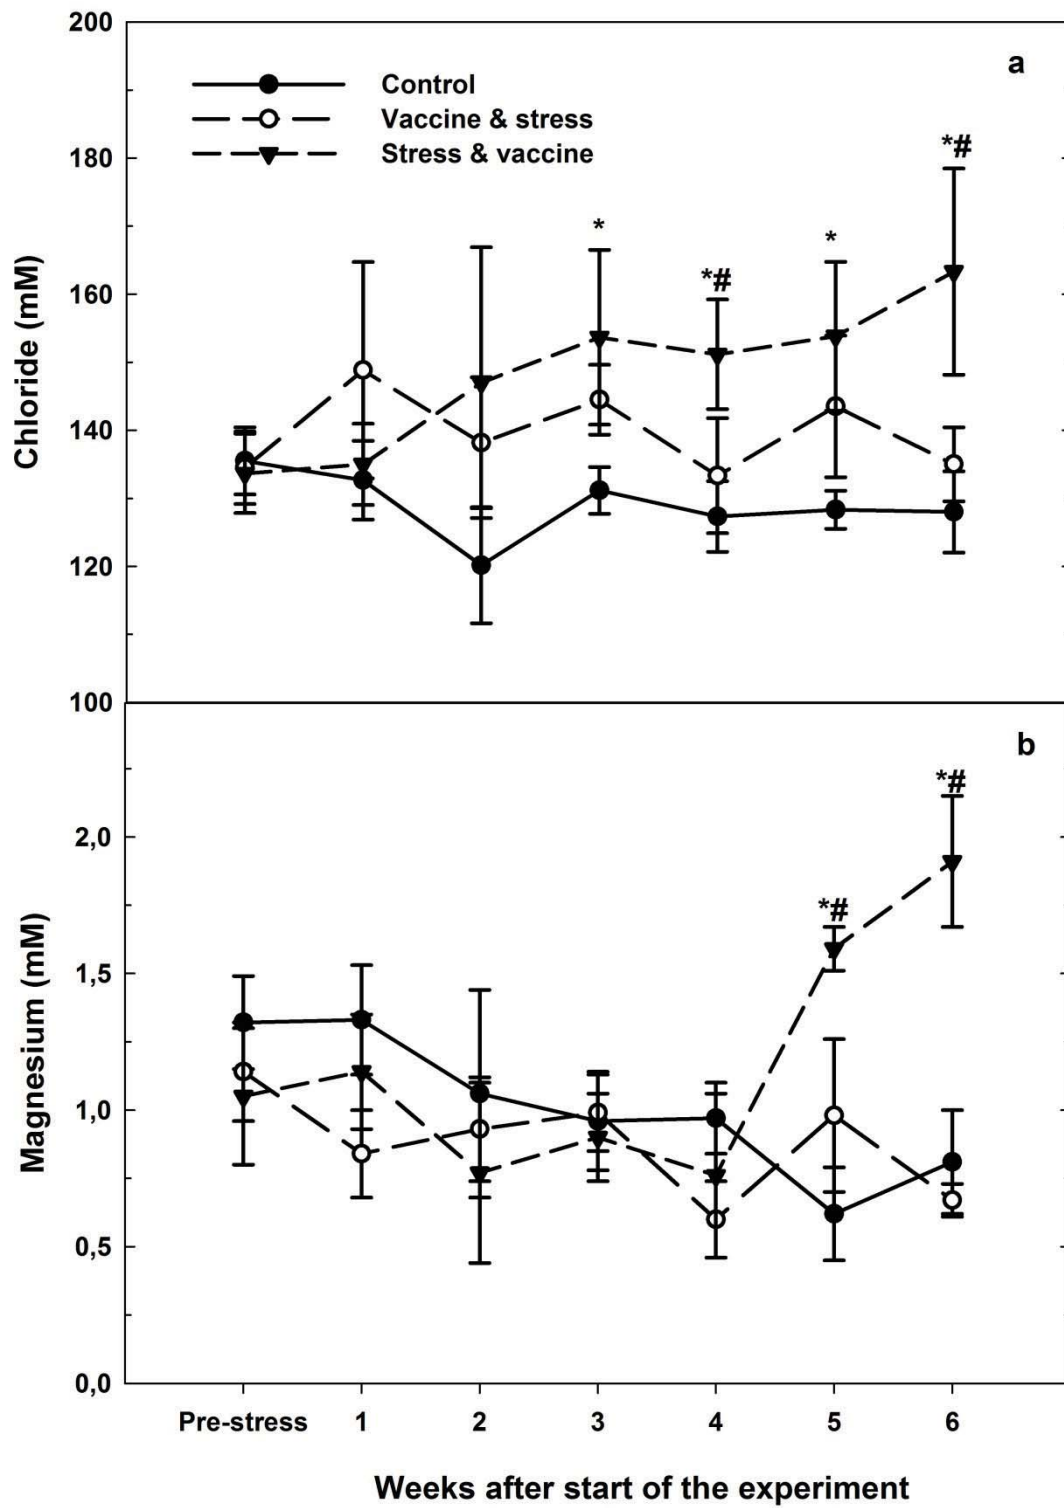 200
a
Control
Vaccine & stress
Stress & vaccine
180
*#
*
*#
*
160
140
120
100
Chloride (mM)
b
*#
2,0
*#
1,5
1,0
0,5
0,0
Magnesium (mM)
Pre-stress 1 2 3 4 5 6
Weeks after start of the experiment